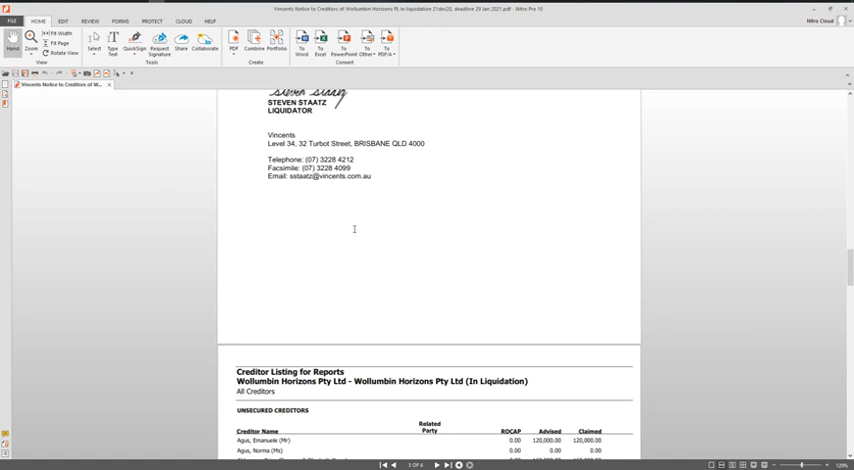 Vincents Notice to Creditors of Wollumbin Horizons PL in liquidation 21dec20, deadline 29 Jan 2021.pdf - Nitro Pro 10
FILE HOME EDIT REVIEW FORMS PROTECT CLOUD HELP
Nitro Cloud
Hand
Zoom
Fit Width
Fit Page
Rotate View
Select
Type Text
QuickSign
Request Signature
Share
Collaborate
PDF
Combine
Portfolio
To Word
To Excel
To PowerPoint
To Other
To PDF/A
View
Tools
Create
Convert
Vincents Notice to Creditors of W...
Steven Staatz
STEVEN STAATZ
LIQUIDATOR
Vincents
Level 34, 32 Turbot Street, BRISBANE QLD 4000
Telephone: (07) 3228 4212
Facsimile: (07) 3228 4099
Email: sstaatz@vincents.com.au
Creditor Listing for Reports
Wollumbin Horizons Pty Ltd - Wollumbin Horizons Pty Ltd (In Liquidation)
All Creditors
UNSECURED CREDITORS
Creditor Name Related Party ROCAP Advised Claimed
Agus, Emanuele (Mr) 0.00 120,000.00 120,000.00
Agus, Norma (Ms) 0.00 0.00 0.00
5 OF 6
120%